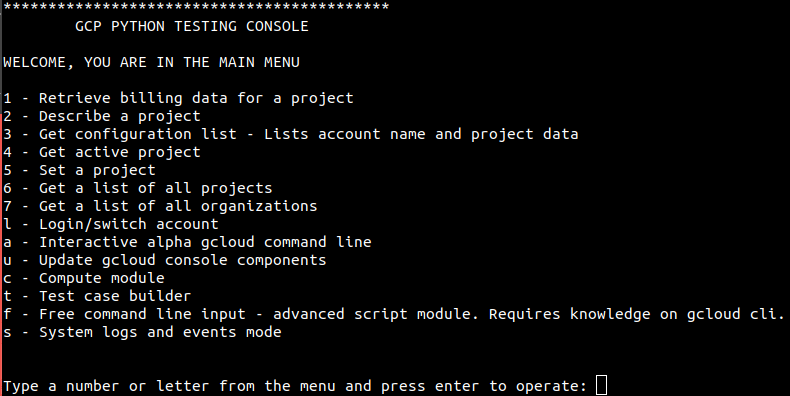 *******************************************
GCP PYTHON TESTING CONSOLE
WELCOME, YOU ARE IN THE MAIN MENU
1 - Retrieve billing data for a project
2 - Describe a project
3 - Get configuration list - Lists account name and project data
4 - Get active project
5 - Set a project
6 - Get a list of all projects
7 - Get a list of all organizations
l - Login/switch account
a - Interactive alpha gcloud command line
u - Update gcloud console components
c - Compute module
t - Test case builder
f - Free command line input - advanced script module. Requires knowledge on gcloud cli.
s - System logs and events mode
Type a number or letter from the menu and press enter to operate: